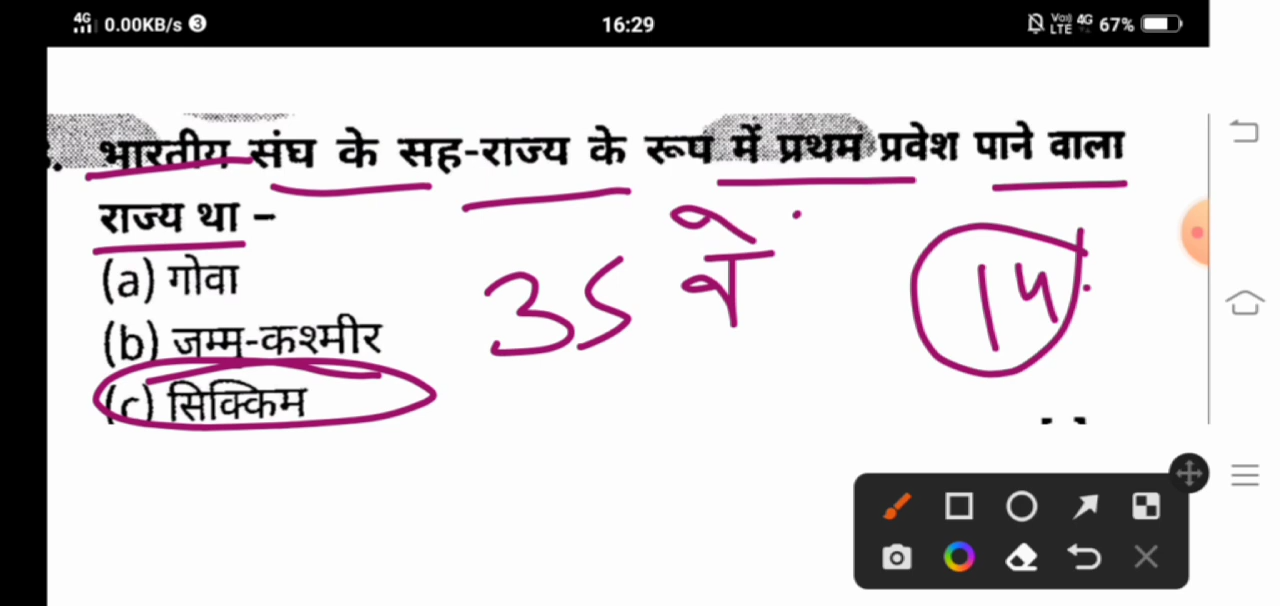 4G 0.00KB/s 3 16:29 Vo) LTE 4G 67%
भारतीय संघ के सह-राज्य के रूप में प्रथम प्रवेश पाने वाला
राज्य था –
(a) गोवा
35 वे 14
(b) जम्मू-कश्मीर
(c) सिक्किम